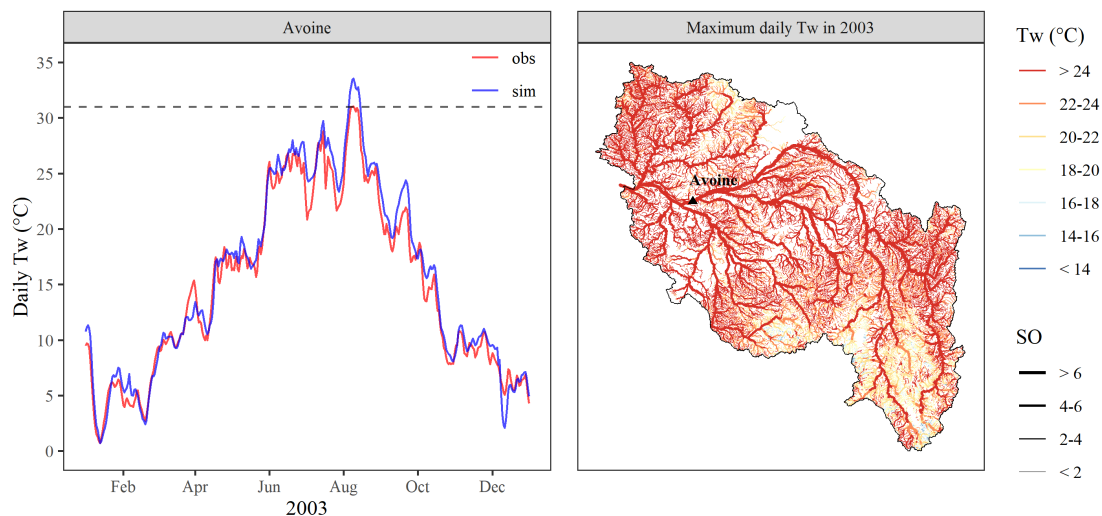 Avoine
Maximum daily Tw in 2003
Daily Tw (°C)
35
30
25
20
15
10
5
0
obs
sim
Feb
Apr
Jun
Aug
Oct
Dec
2003
Avoine
Tw (°C)
> 24
22-24
20-22
18-20
16-18
14-16
< 14
SO
> 6
4-6
2-4
< 2